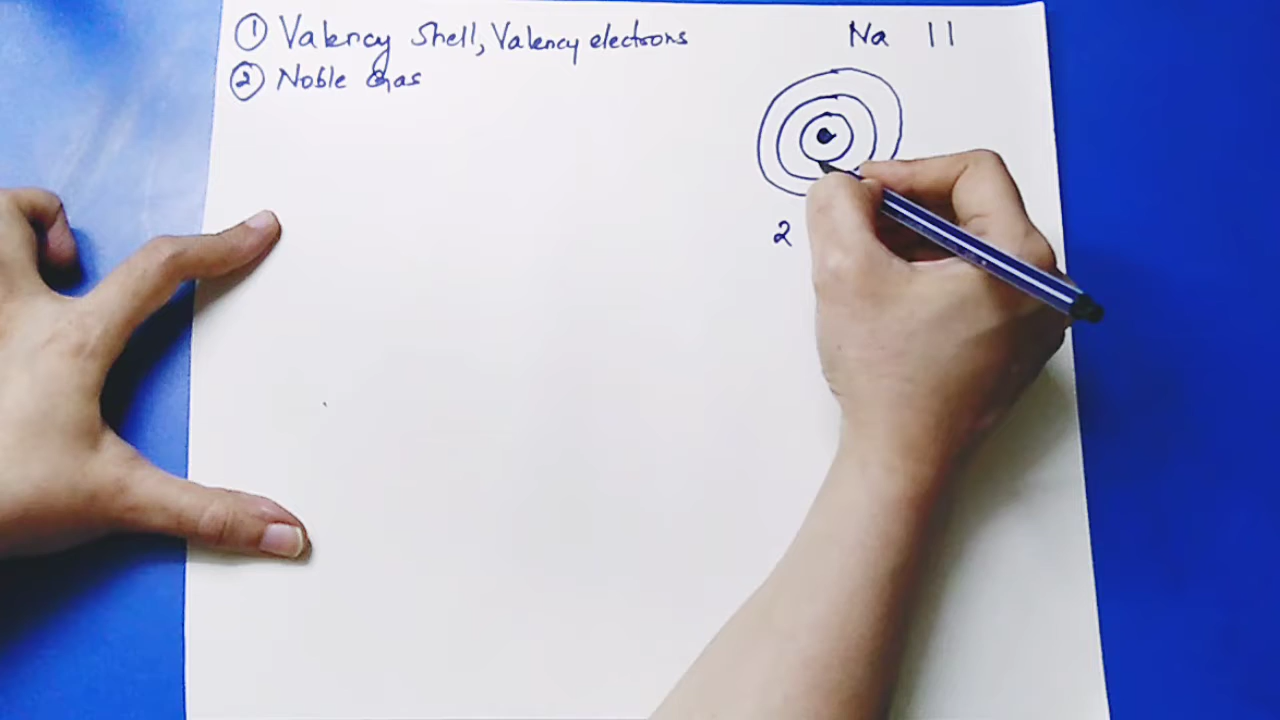 ① Valency Shell, Valency electrons
Na 11
② Noble Gas
2